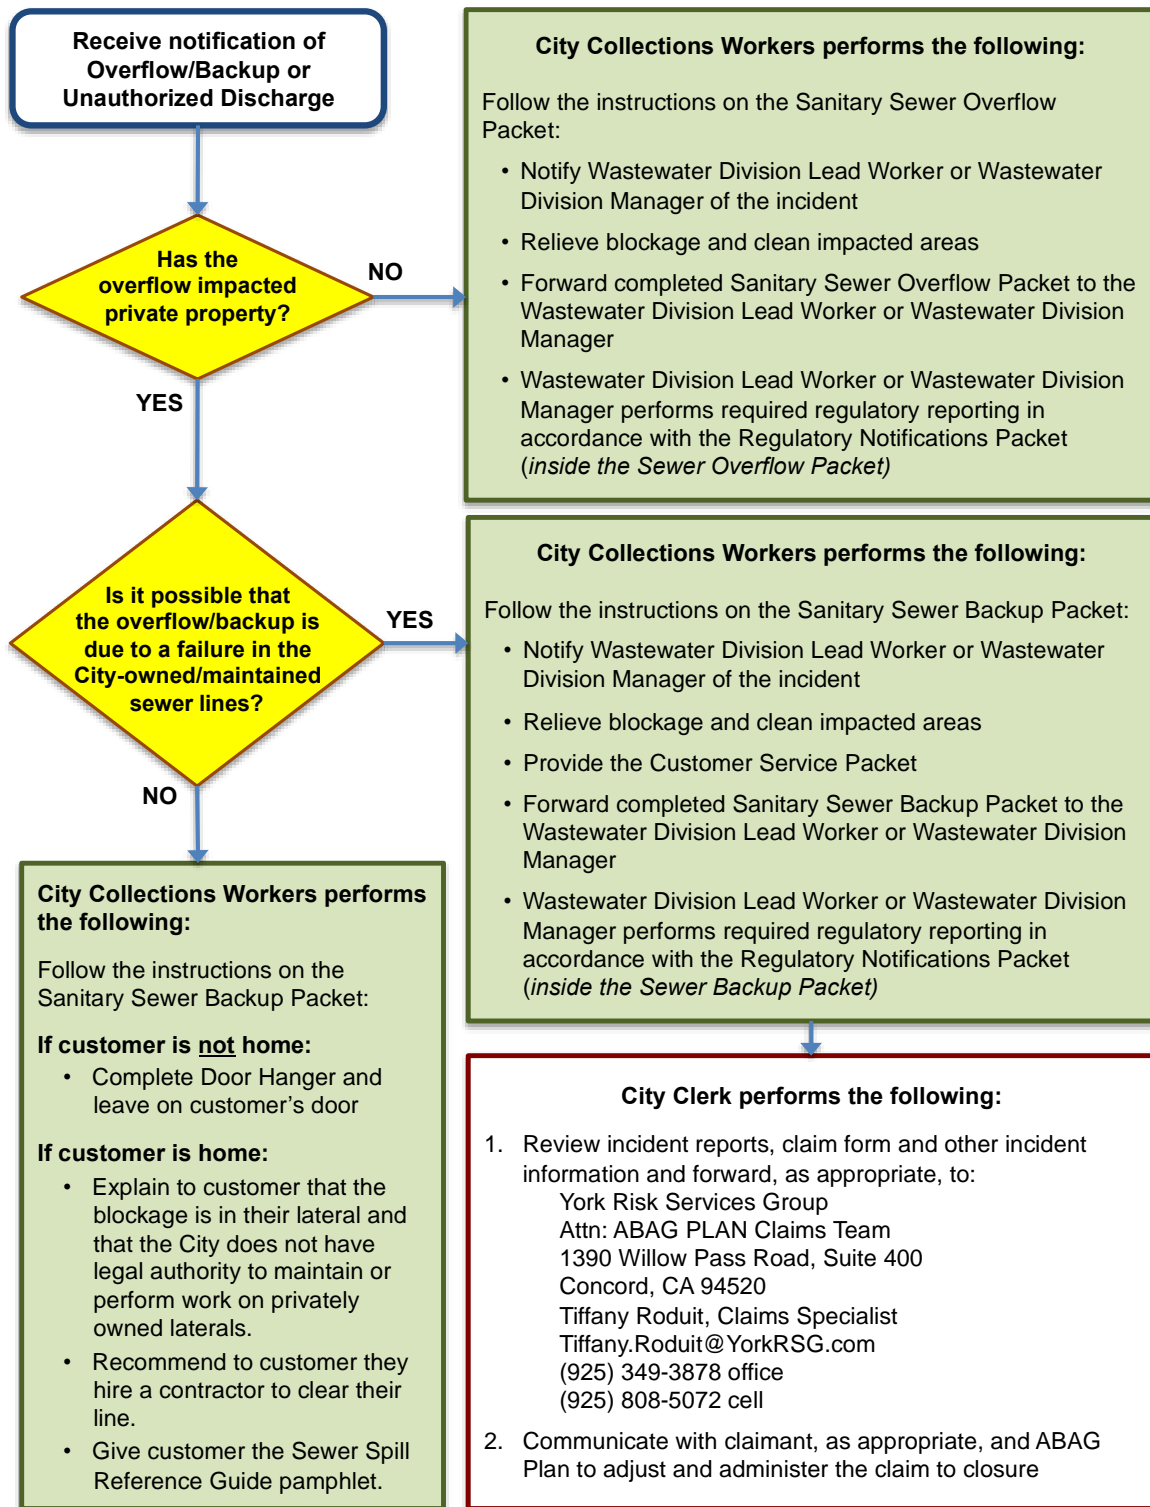 Receive notification of
Overflow/Backup or
Unauthorized Discharge
Has the
overflow impacted
private property?
NO
YES
City Collections Workers performs the following:
Follow the instructions on the Sanitary Sewer Overflow
Packet:
• Notify Wastewater Division Lead Worker or Wastewater
Division Manager of the incident
• Relieve blockage and clean impacted areas
• Forward completed Sanitary Sewer Overflow Packet to the
Wastewater Division Lead Worker or Wastewater Division
Manager
• Wastewater Division Lead Worker or Wastewater Division
Manager performs required regulatory reporting in
accordance with the Regulatory Notifications Packet
(inside the Sewer Overflow Packet)
Is it possible that
the overflow/backup is
due to a failure in the
City-owned/maintained
sewer lines?
YES
NO
City Collections Workers performs the following:
Follow the instructions on the Sanitary Sewer Backup Packet:
• Notify Wastewater Division Lead Worker or Wastewater
Division Manager of the incident
• Relieve blockage and clean impacted areas
• Provide the Customer Service Packet
• Forward completed Sanitary Sewer Backup Packet to the
Wastewater Division Lead Worker or Wastewater Division
Manager
• Wastewater Division Lead Worker or Wastewater Division
Manager performs required regulatory reporting in
accordance with the Regulatory Notifications Packet
(inside the Sewer Backup Packet)
City Collections Workers performs
the following:
Follow the instructions on the
Sanitary Sewer Backup Packet:
If customer is not home:
• Complete Door Hanger and
leave on customer’s door
If customer is home:
• Explain to customer that the
blockage is in their lateral and
that the City does not have
legal authority to maintain or
perform work on privately
owned laterals.
• Recommend to customer they
hire a contractor to clear their
line.
• Give customer the Sewer Spill
Reference Guide pamphlet.
City Clerk performs the following:
1. Review incident reports, claim form and other incident
information and forward, as appropriate, to:
York Risk Services Group
Attn: ABAG PLAN Claims Team
1390 Willow Pass Road, Suite 400
Concord, CA 94520
Tiffany Roduit, Claims Specialist
Tiffany.Roduit@YorkRSG.com
(925) 349-3878 office
(925) 808-5072 cell
2. Communicate with claimant, as appropriate, and ABAG
Plan to adjust and administer the claim to closure